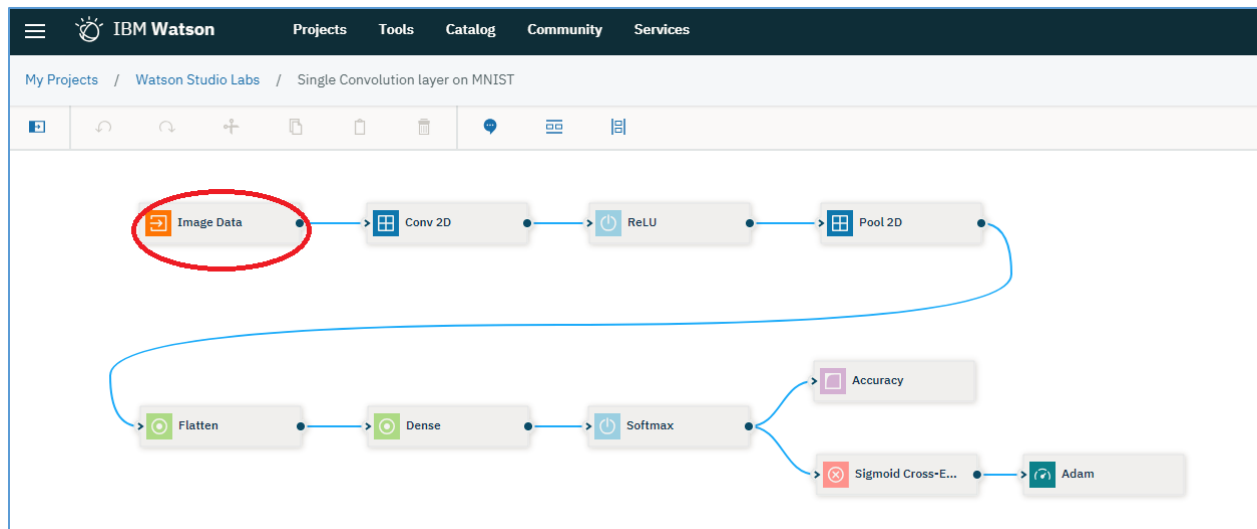 IBM Watson Projects Tools Catalog Community Services
My Projects / Watson Studio Labs / Single Convolution layer on MNIST
Image Data Conv 2D ReLU Pool 2D
Accuracy
Flatten Dense Softmax
Sigmoid Cross-E... Adam